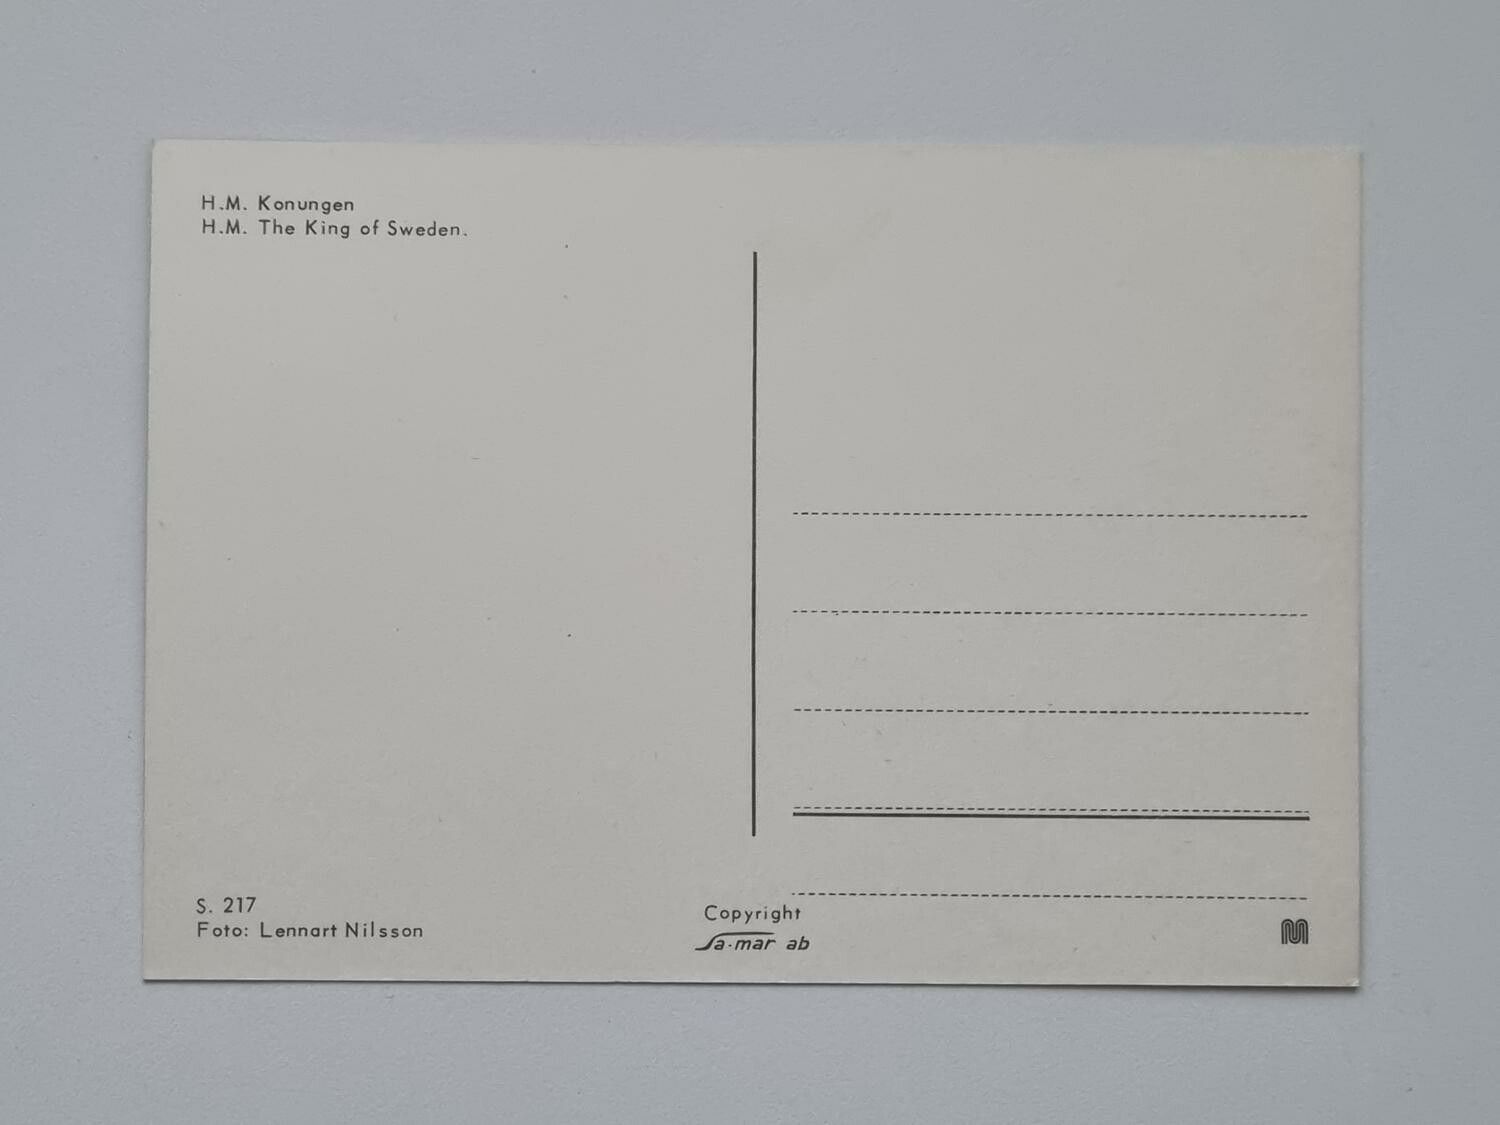 H.M. Konungen
H.M. The King of Sweden.
S. 217
Foto: Lennart Nilsson
Copyright
Sa-mar ab
M